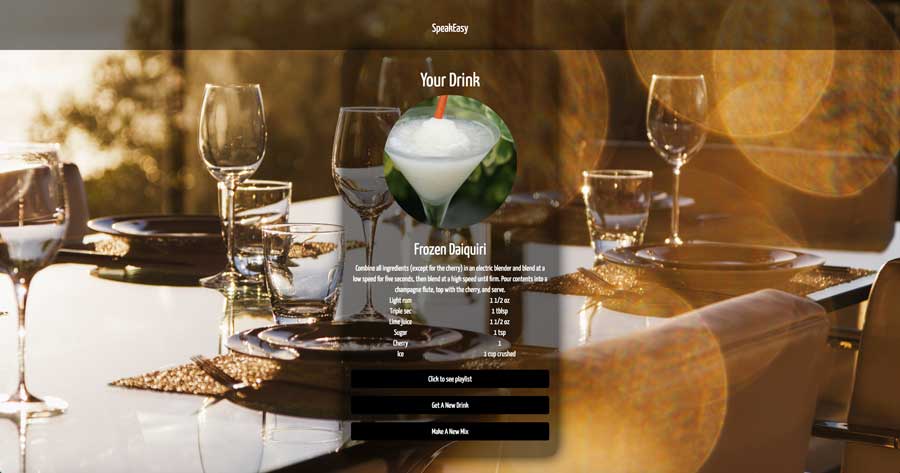 SpeakEasy
Your Drink
Frozen Daiquiri
Combine all ingredients (except for the cherry) in an electric blender and blend at a
low speed for five seconds, then blend at a high speed until firm. Pour contents into a
champagne flute, top with the cherry, and serve.
Light rum 1 1/2 oz
Triple sec 1 tblsp
Lime juice 1 1/2 oz
Sugar 1 tsp
Cherry 1
Ice 1 cup crushed
Click to see playlist
Get A New Drink
Make A New Mix